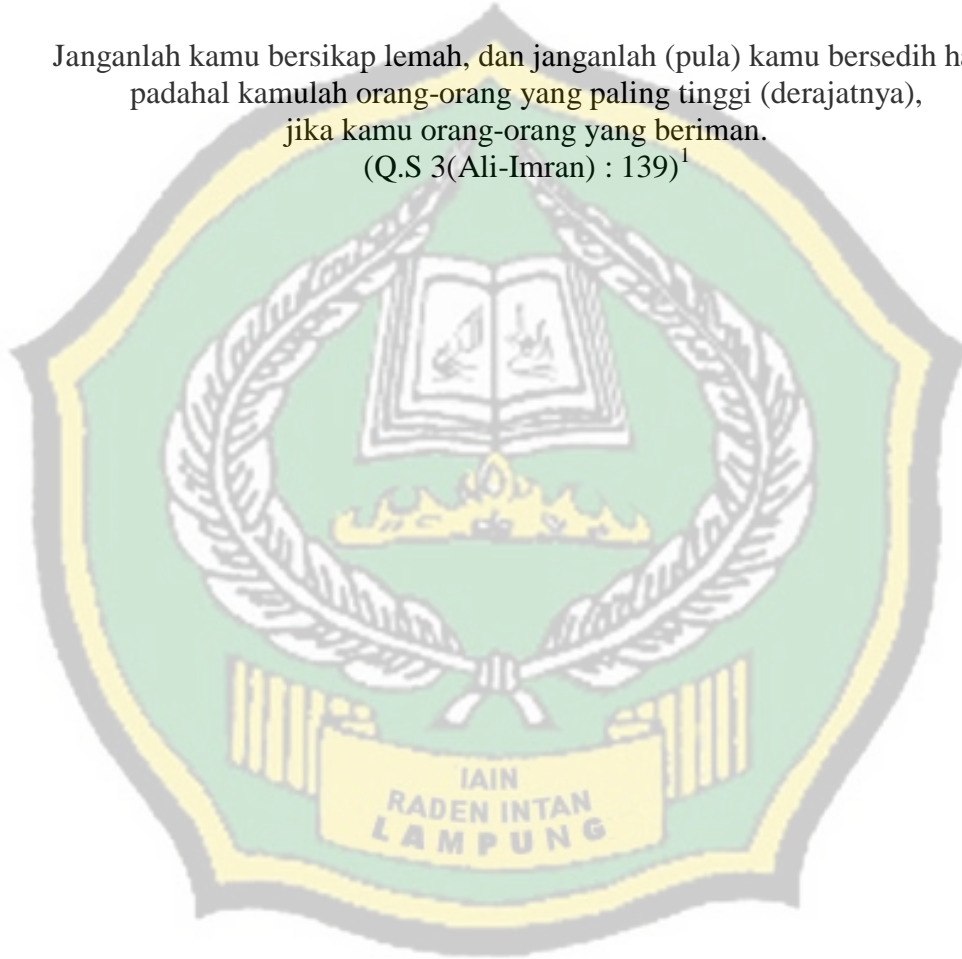 Janganlah kamu bersikap lemah, dan janganlah (pula) kamu bersedih
padahal kamulah orang-orang yang paling tinggi (derajatnya),
jika kamu orang-orang yang beriman.
(Q.S 3(Ali-Imran) : 139)1
IAIN
RADEN INTAN
LAMPUNG